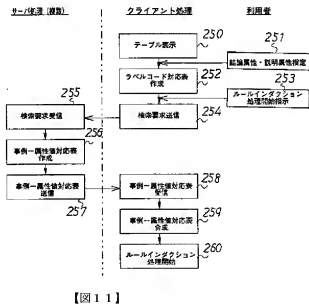 サーバ処理(複数)
クライアント処理
利用者
250
テーブル表示
251
結論属性・説明属性指定
252
ラベルコード対応表
作成
253
ルールインダクション
処理開始指示
255
検索要求受信
254
検索要求送信
256
事例ー属性値対応表
作成
事例ー属性値対応表
送信
257
258
事例ー属性値対応表
受信
259
事例ー属性値対応表
合成
260
ルールインダクション
処理開始
【図11】